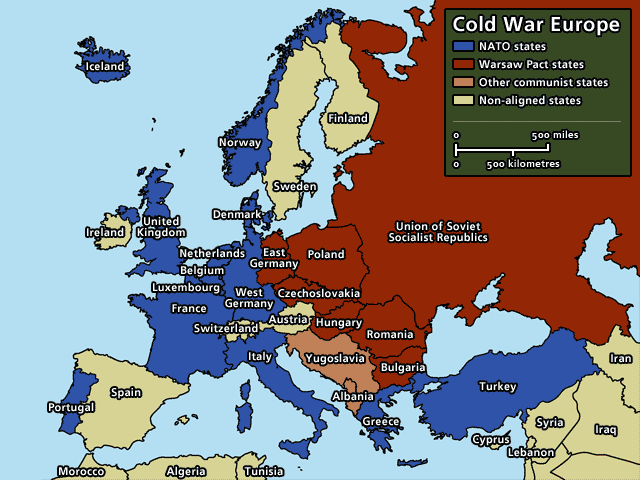 Cold War Europe
NATO states
Warsaw Pact states
Other communist states
Non-aligned states
0 500 miles
0 500 kilometres
Iceland
Norway
Finland
Sweden
Denmark
Ireland
United
Kingdom
Netherlands
Belgium
Luxembourg
East
Germany
Poland
Union of Soviet
Socialist Republics
West
Germany
Czechoslovakia
France
Switzerland
Austria
Hungary
Romania
Italy
Yugoslavia
Bulgaria
Albania
Iran
Spain
Portugal
Greece
Turkey
Cyprus
Syria
Lebanon
Iraq
Morocco
Algeria
Tunisia